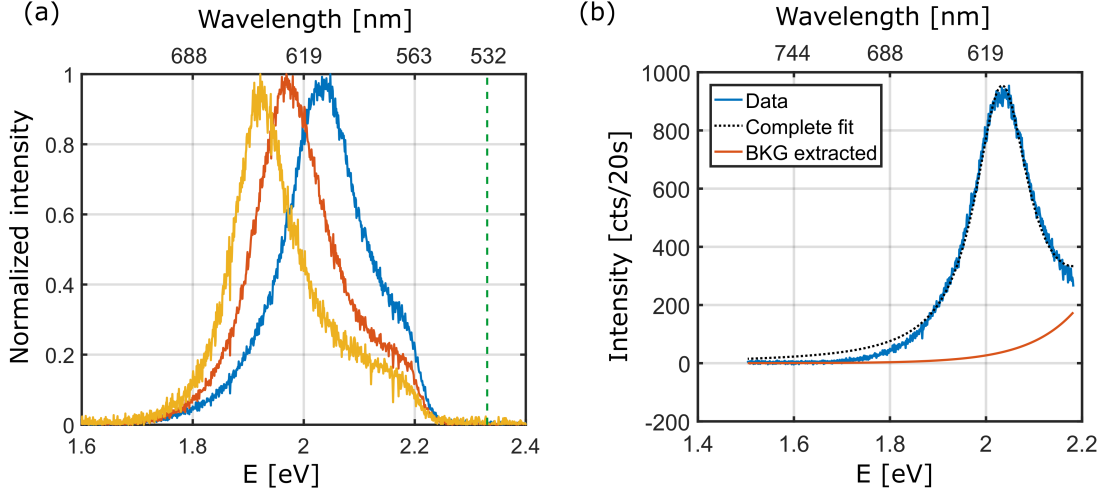 (a)
Wavelength [nm]
688 619 563 532
Normalized intensity
1
0.8
0.6
0.4
0.2
0
1.6 1.8 2 2.2 2.4
E [eV]
(b)
Wavelength [nm]
744 688 619
Intensity [cts/20s]
1000
800
600
400
200
0
-200
Data
Complete fit
BKG extracted
1.4 1.6 1.8 2 2.2
E [eV]